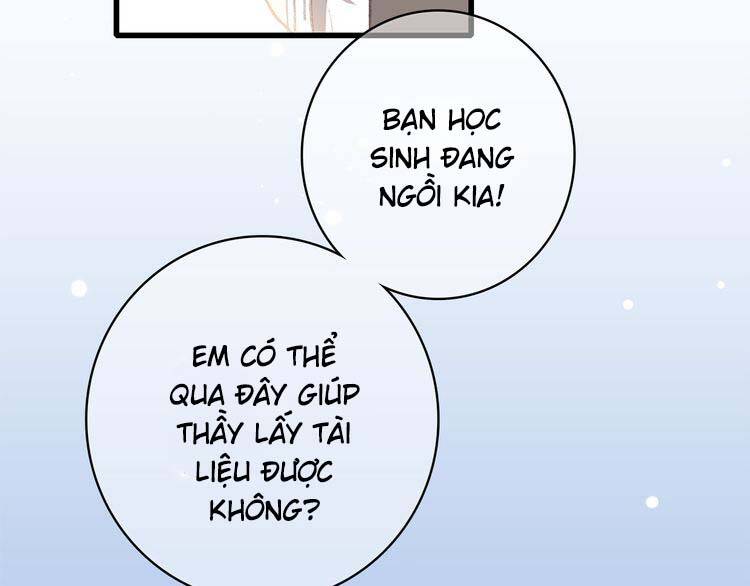 BẠN HỌC
SINH ĐANG
NGỒI KIA!
EM CÓ THỂ
QUA ĐÂY GIÚP
THẦY LẤY TÀI
LIỆU ĐƯỢC
KHÔNG?